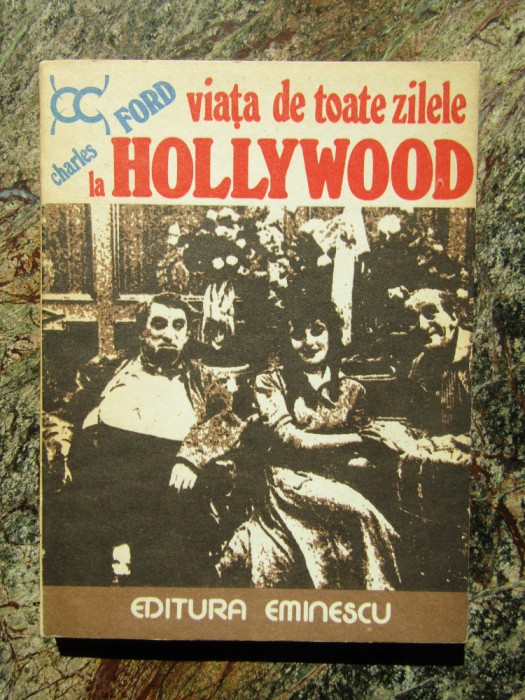 charles FORD
viața de toate zilele
la HOLLYWOOD
EDITURA EMINESCU